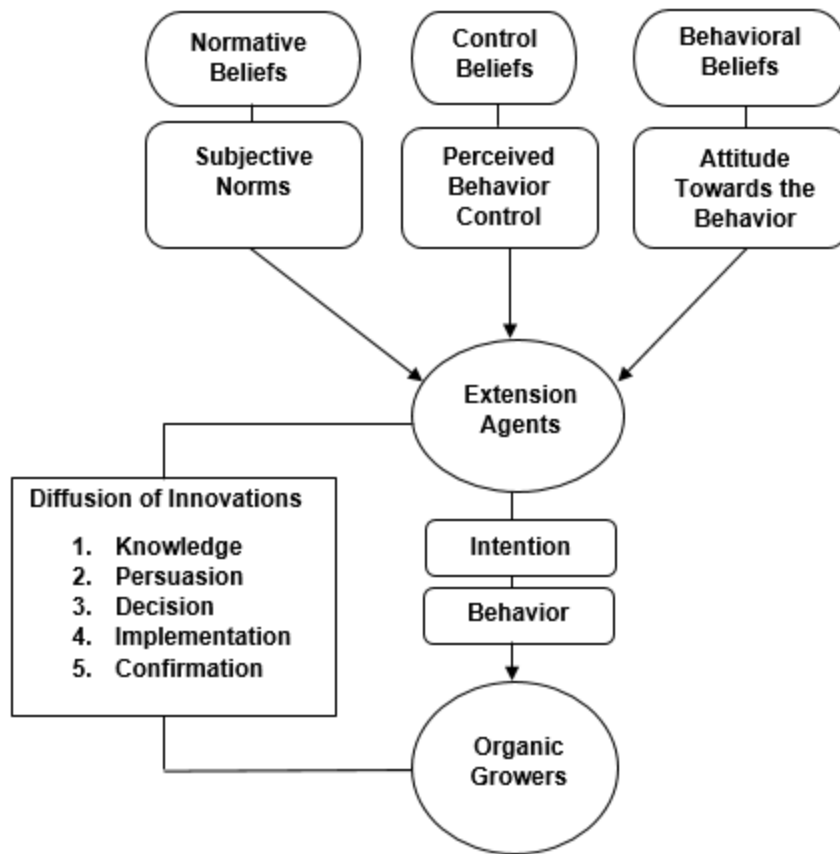 Normative
Beliefs
Control
Beliefs
Behavioral
Beliefs
Subjective
Norms
Perceived
Behavior
Control
Attitude
Towards the
Behavior
Extension
Agents
Diffusion of Innovations
1. Knowledge
2. Persuasion
3. Decision
4. Implementation
5. Confirmation
Intention
Behavior
Organic
Growers